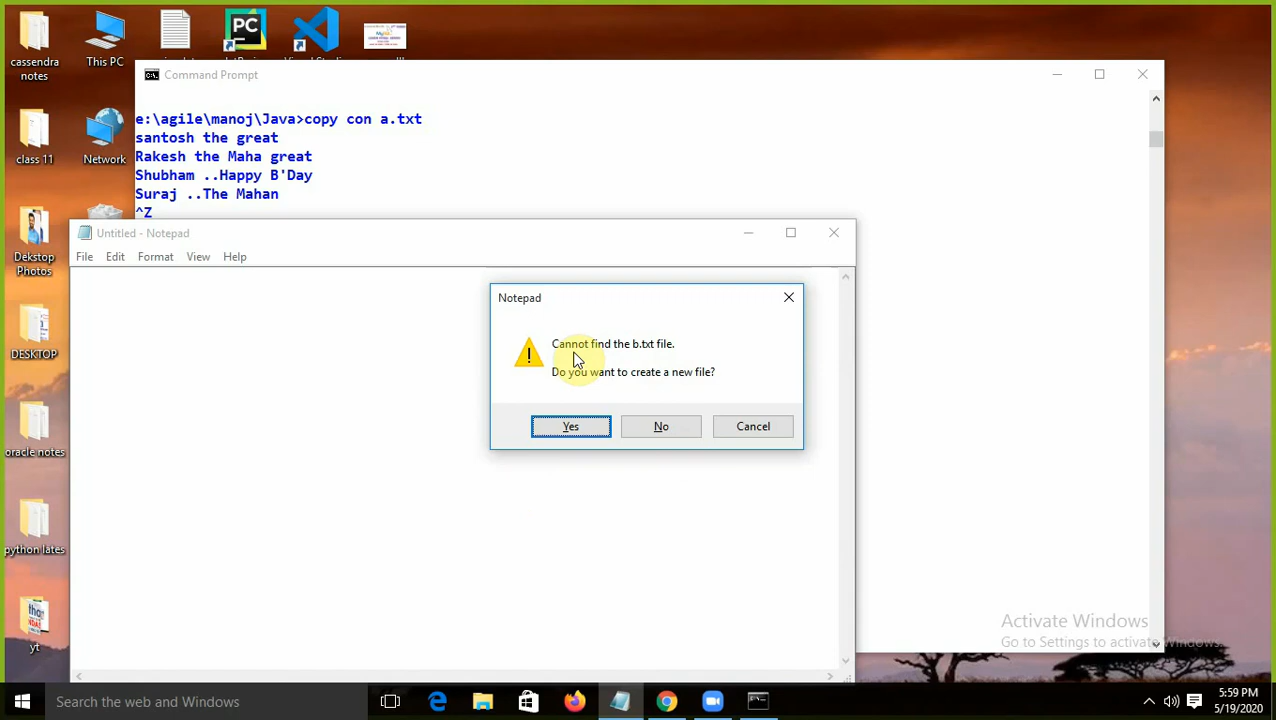 cassendra
notes
This PC
PC
Command Prompt
e:\agile\manoj\Java>copy con a.txt
santosh the great
Rakesh the Maha great
Shubham ..Happy B'Day
Suraj ..The Mahan
^Z
class 11
Network
Untitled - Notepad
File Edit Format View Help
Dekstop
Photos
Notepad
Cannot find the b.txt file.
Do you want to create a new file?
Yes No Cancel
DESKTOP
oracle notes
python lates
yt
Activate Windows
Go to Settings to activate Windows.
Search the web and Windows
5:59 PM
5/19/2020